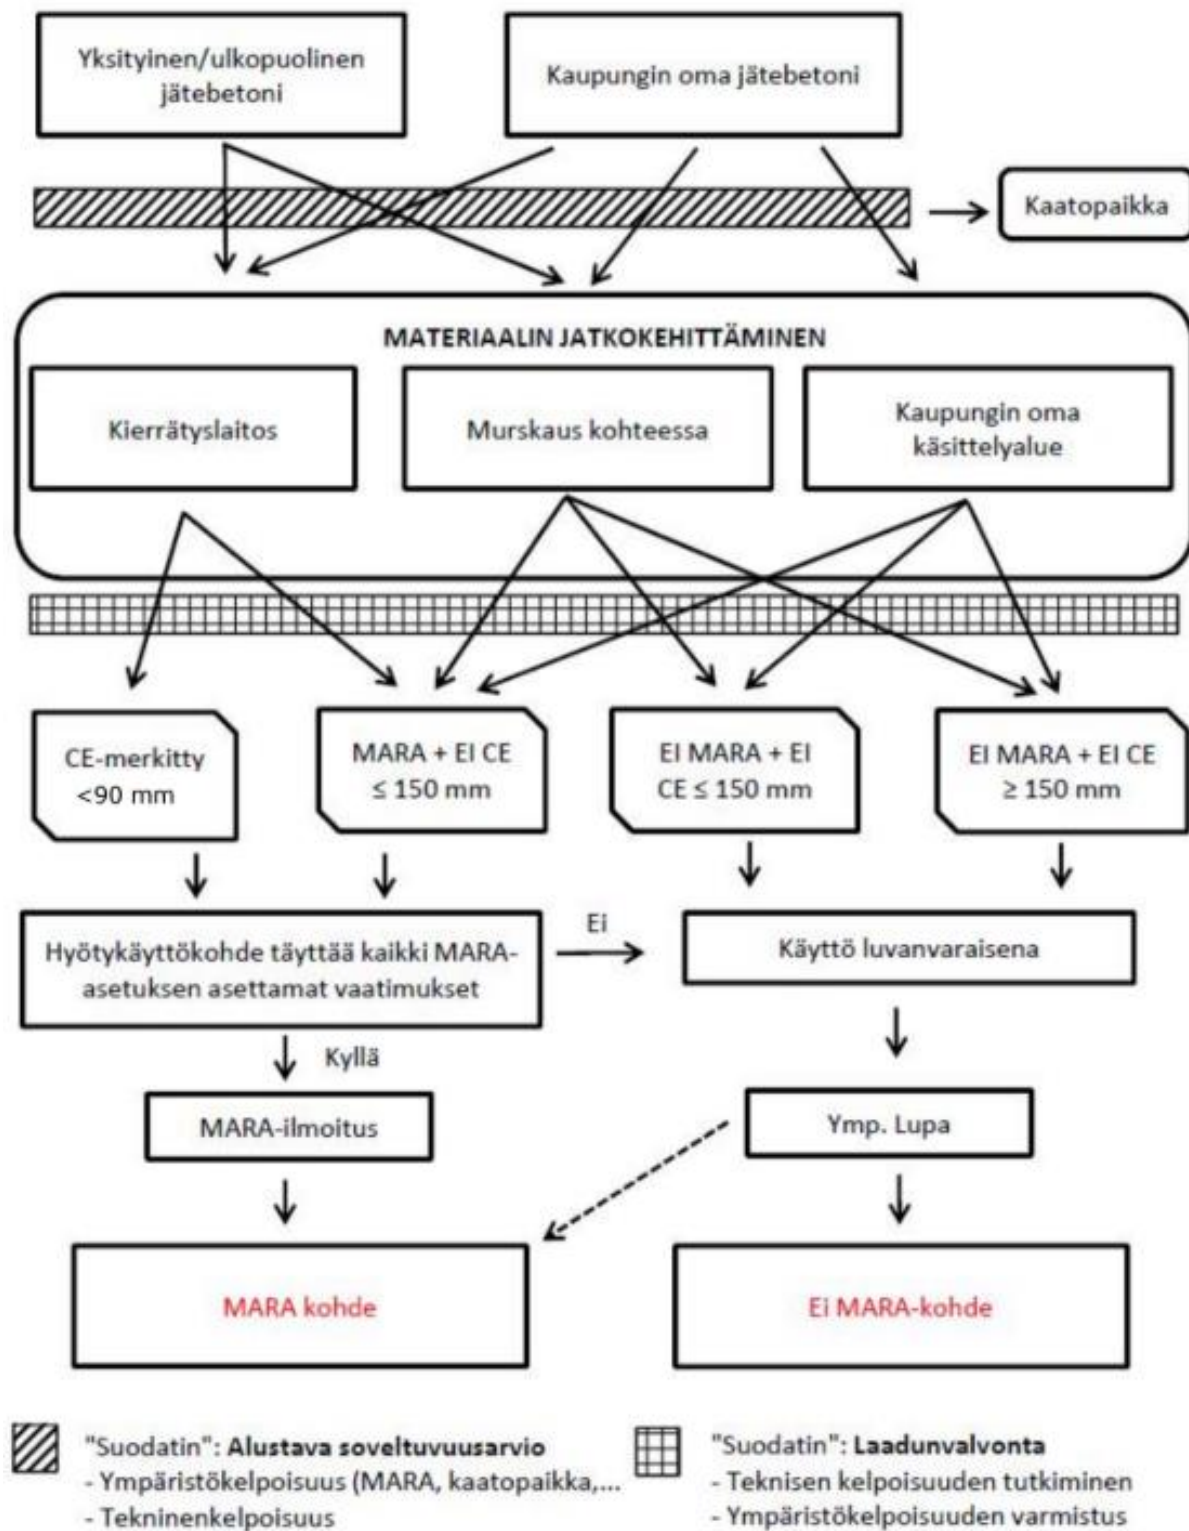 Yksityinen/ulkopuolinen
jätebetoni
Kaupungin oma jätebetoni
Kaatopaikka
MATERIAALIN JATKOKEHITTÄMINEN
Kierrätyslaitos
Murskaus kohteessa
Kaupungin oma
käsittelyalue
CE-merkitty
<90 mm
MARA + EI CE
≤ 150 mm
EI MARA + EI
CE ≤ 150 mm
EI MARA + EI CE
≥ 150 mm
Hyötykäyttökohde täyttää kaikki MARA-
asetuksen asettamat vaatimukset
Ei
Käyttö luvanvaraisena
Kyllä
MARA-ilmoitus
Ymp. Lupa
MARA kohde
Ei MARA-kohde
"Suodatin": Alustava soveltuvuusarvio
- Ympäristökelpoisuus (MARA, kaatopaikka,...
- Tekninenkelpoisuus
"Suodatin": Laadunvalvonta
- Teknisen kelpoisuuden tutkiminen
- Ympäristökelpoisuuden varmistus